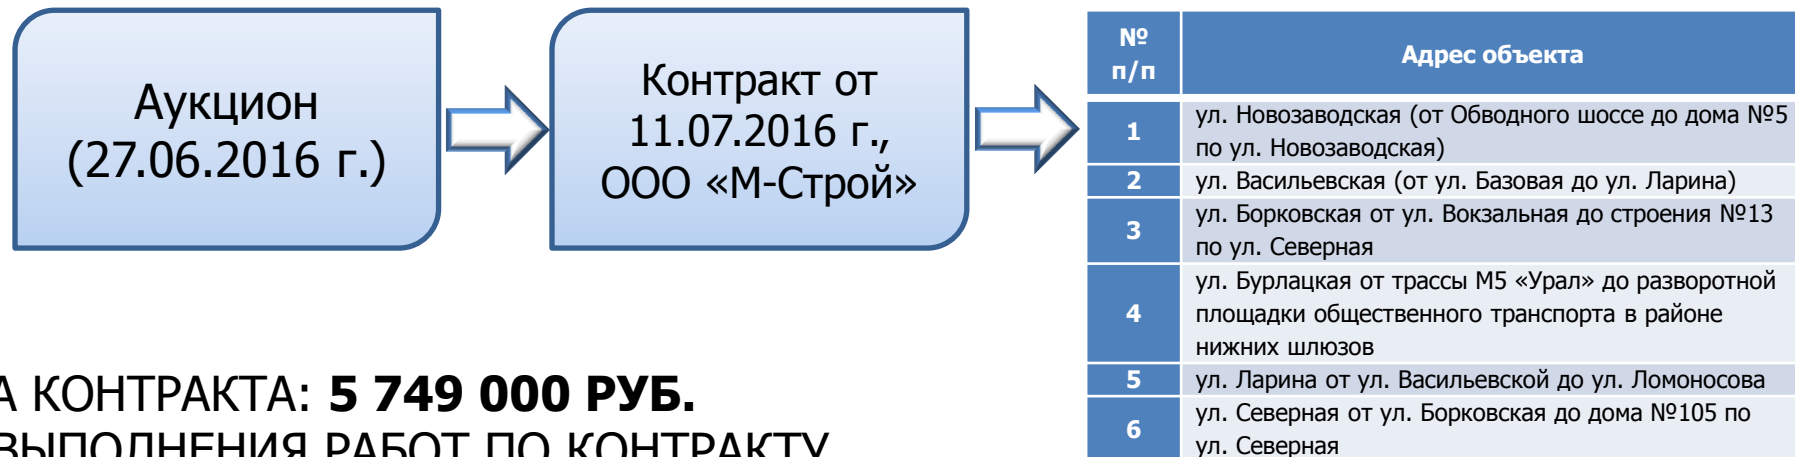 Аукцион
(27.06.2016 г.)
Контракт от
11.07.2016 г.,
ООО «М-Строй»
№
п/п
Адрес объекта
1
ул. Новозаводская (от Обводного шоссе до дома №5
по ул. Новозаводская)
2
ул. Васильевская (от ул. Базовая до ул. Ларина)
3
ул. Борковская от ул. Вокзальная до строения №13
по ул. Северная
4
ул. Бурлацкая от трассы М5 «Урал» до разворотной
площадки общественного транспорта в районе
нижних шлюзов
5
ул. Ларина от ул. Васильевской до ул. Ломоносова
6
ул. Северная от ул. Борковская до дома №105 по
ул. Северная
А КОНТРАКТА: 5 749 000 РУБ.
ВЫПОЛНЕНИЯ РАБОТ ПО КОНТРАКТУ